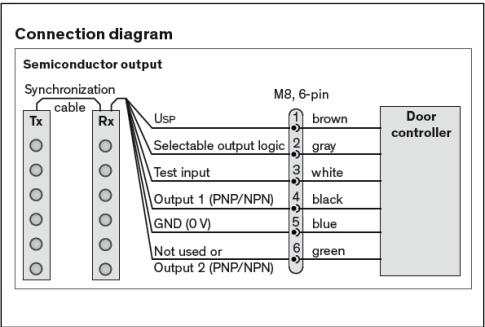 Connection diagram
Semiconductor output
Synchronization
cable
M8, 6-pin
Tx
Rx
Door
controller
USP
1
brown
Selectable output logic
2
gray
Test input
3
white
Output 1 (PNP/NPN)
4
black
GND (0 V)
5
blue
Not used or
Output 2 (PNP/NPN)
6
green